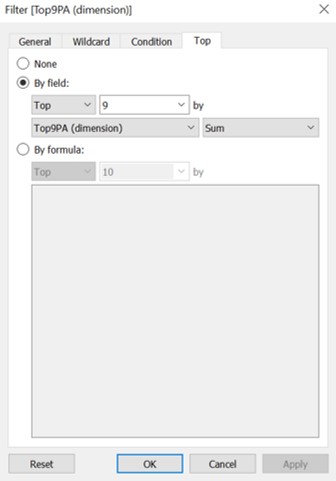 Filter [Top9PA (dimension)]
General Wildcard Condition Top
None
By field:
Top 9 by
Top9PA (dimension) Sum
By formula:
Top 10 by
Reset OK Cancel Apply